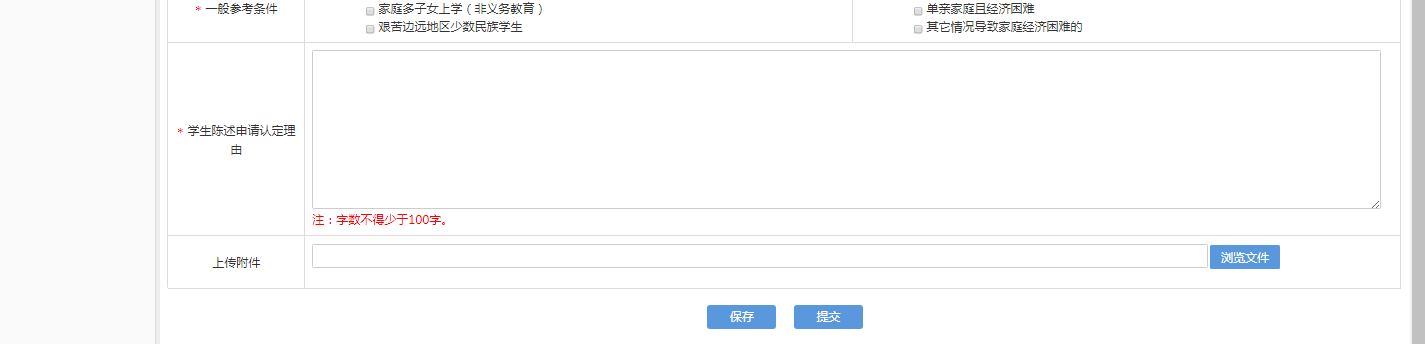 * 一般参考条件
家庭多子女上学（非义务教育）
单亲家庭且经济困难
艰苦边远地区少数民族学生
其它情况导致家庭经济困难的
* 学生陈述申请认定理
由
注：字数不得少于100字。
上传附件
浏览文件
保存
提交